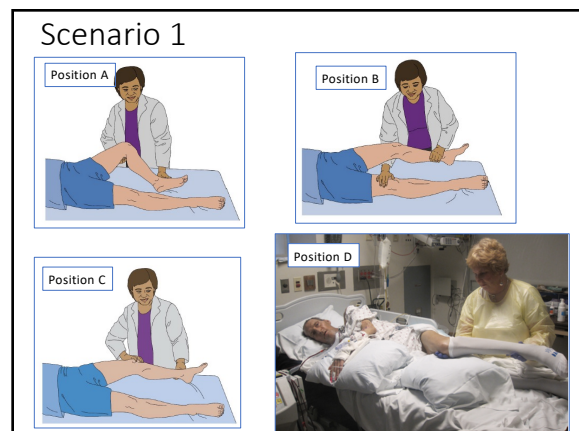 Scenario 1
Position A
Position B
Position C
Position D